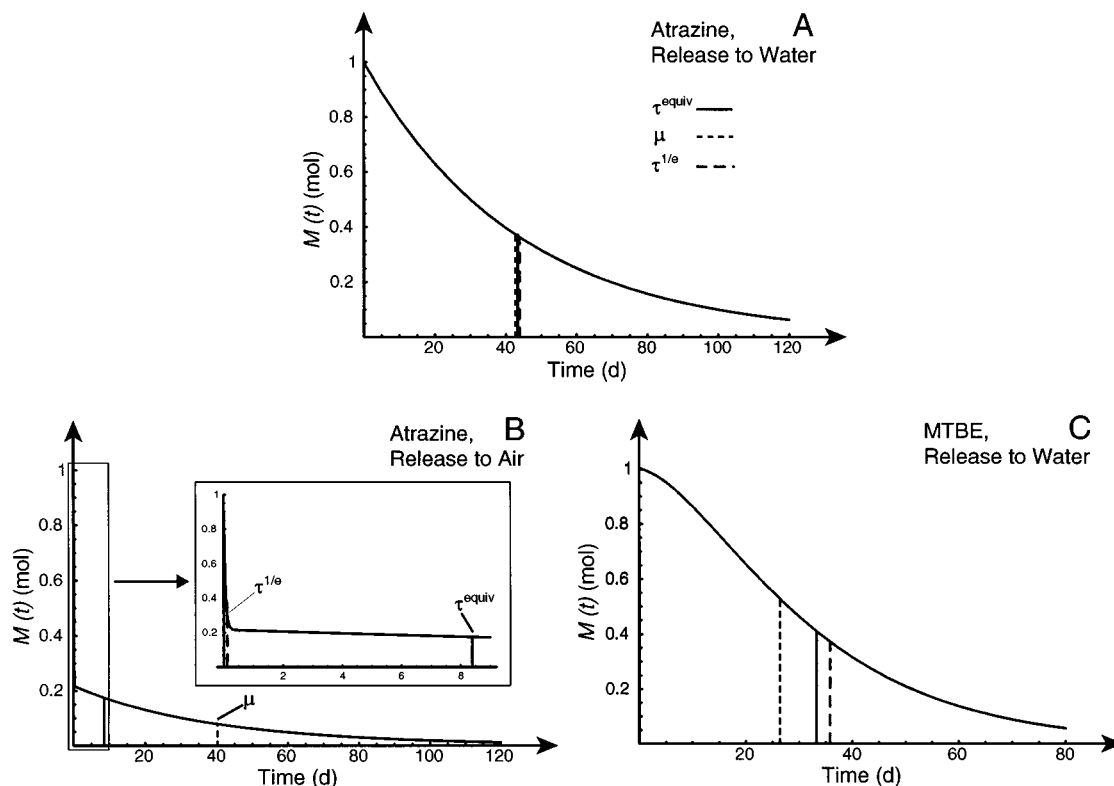 A
Atrazine,
Release to Water
τ^equiv
μ
τ^1/e
M (t) (mol)
1
0.8
0.6
0.4
0.2
20 40 60 80 100 120
Time (d)
B
Atrazine,
Release to Air
M (t) (mol)
1
0.8
0.6
0.4
0.2
1
0.8
0.6
0.4
0.2
τ^1/e
τ^equiv
2 4 6 8
μ
20 40 60 80 100 120
Time (d)
C
MTBE,
Release to Water
M (t) (mol)
1
0.8
0.6
0.4
0.2
20 40 60 80
Time (d)